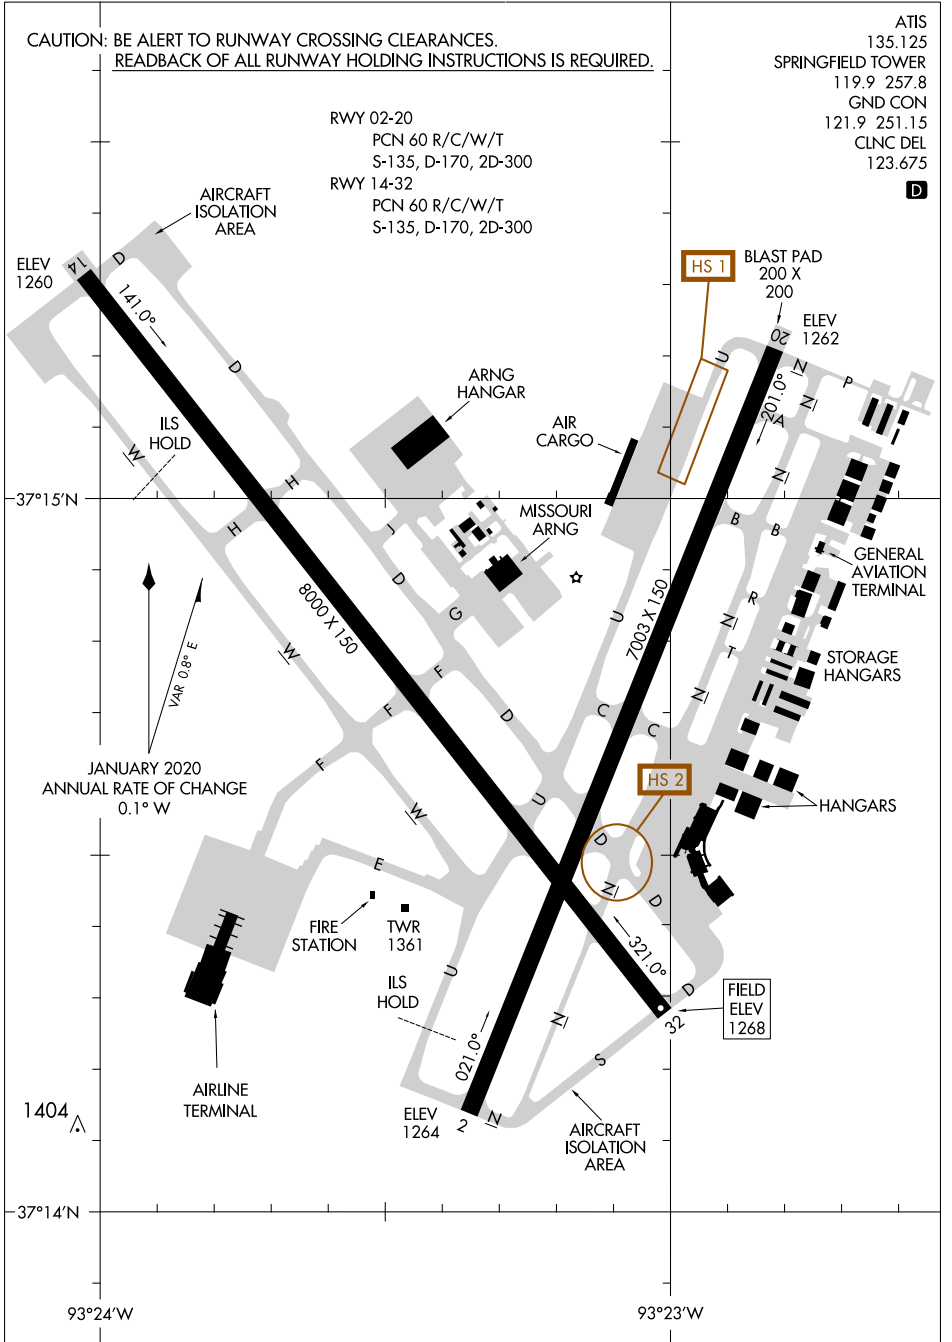 CAUTION: BE ALERT TO RUNWAY CROSSING CLEARANCES.
READBACK OF ALL RUNWAY HOLDING INSTRUCTIONS IS REQUIRED.
ATIS
135.125
SPRINGFIELD TOWER
119.9 257.8
GND CON
121.9 251.15
CLNC DEL
123.675
D
RWY 02-20
PCN 60 R/C/W/T
S-135, D-170, 2D-300
RWY 14-32
PCN 60 R/C/W/T
S-135, D-170, 2D-300
AIRCRAFT
ISOLATION
AREA
ELEV
1260
14
D
141.0°
D
HS 1
BLAST PAD
200 X
200
ELEV
1262
20
U
N
P
N
A
201.0°
N
ARNG
HANGAR
AIR
CARGO
ILS
HOLD
W
H
H
J
37°15'N
MISSOURI
ARNG
B
B
GENERAL
AVIATION
TERMINAL
D
G
8000 X 150
7003 X 150
U
R
N
T
N
STORAGE
HANGARS
VAR 0.8° E
W
F
F
F
D
C
C
JANUARY 2020
ANNUAL RATE OF CHANGE
0.1° W
HS 2
HANGARS
W
U
D
E
N
D
FIRE
STATION
TWR
1361
U
321.0°
D
ILS
HOLD
FIELD
ELEV
1268
32
N
S
021.0°
AIRLINE
TERMINAL
1404
ELEV
1264
2
N
AIRCRAFT
ISOLATION
AREA
37°14'N
93°24'W
93°23'W